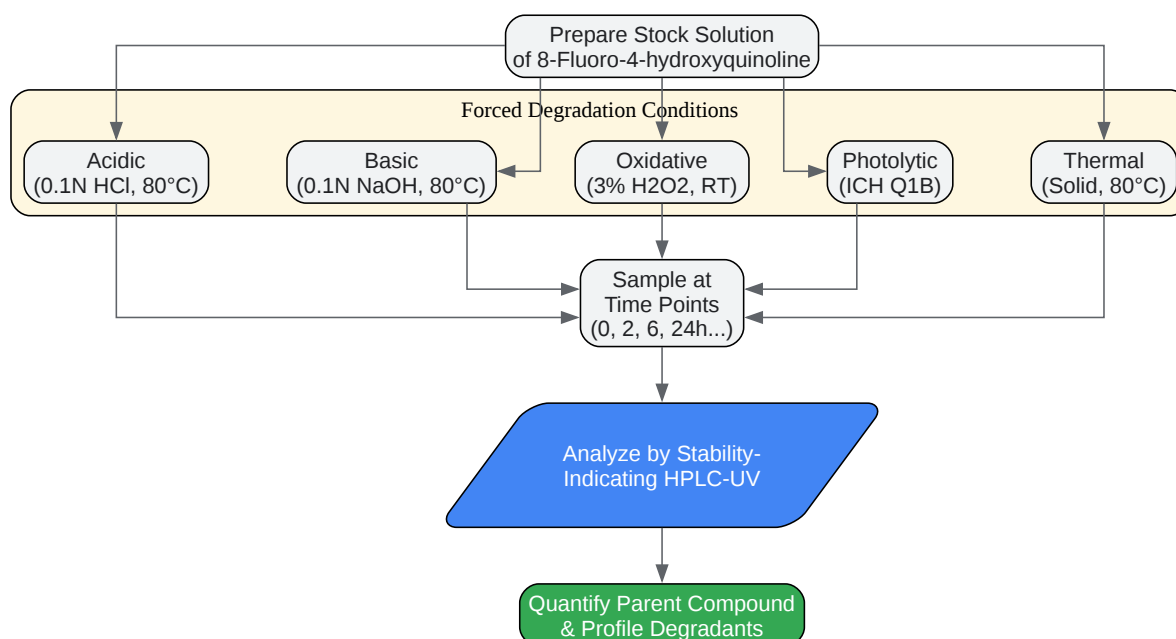 Prepare Stock Solution
of 8-Fluoro-4-hydroxyquinoline
Forced Degradation Conditions
Acidic
(0.1N HCl, 80°C)
Basic
(0.1N NaOH, 80°C)
Oxidative
(3% H2O2, RT)
Photolytic
(ICH Q1B)
Thermal
(Solid, 80°C)
Sample at
Time Points
(0, 2, 6, 24h...)
Analyze by Stability-
Indicating HPLC-UV
Quantify Parent Compound
& Profile Degradants